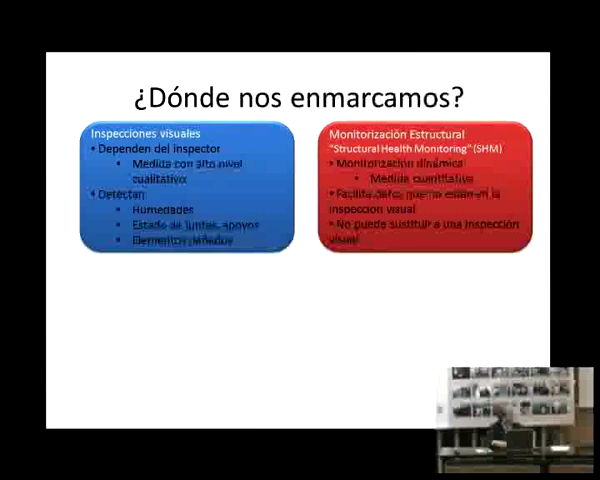 ¿Dónde nos enmarcamos?
Inspecciones visuales
• Dependen del inspector
• Medida con alto nivel
cualitativo
• Detectan
• Humedades
• Estado de juntas, apoyos
• Elementos dañados
Monitorización Estructural
"Structural Health Monitoring" (SHM)
• Monitorización dinámica
• Medida cuantitativa
• Facilita datos que no están en la
inspección visual
• No puede sustituir a una inspección
visual